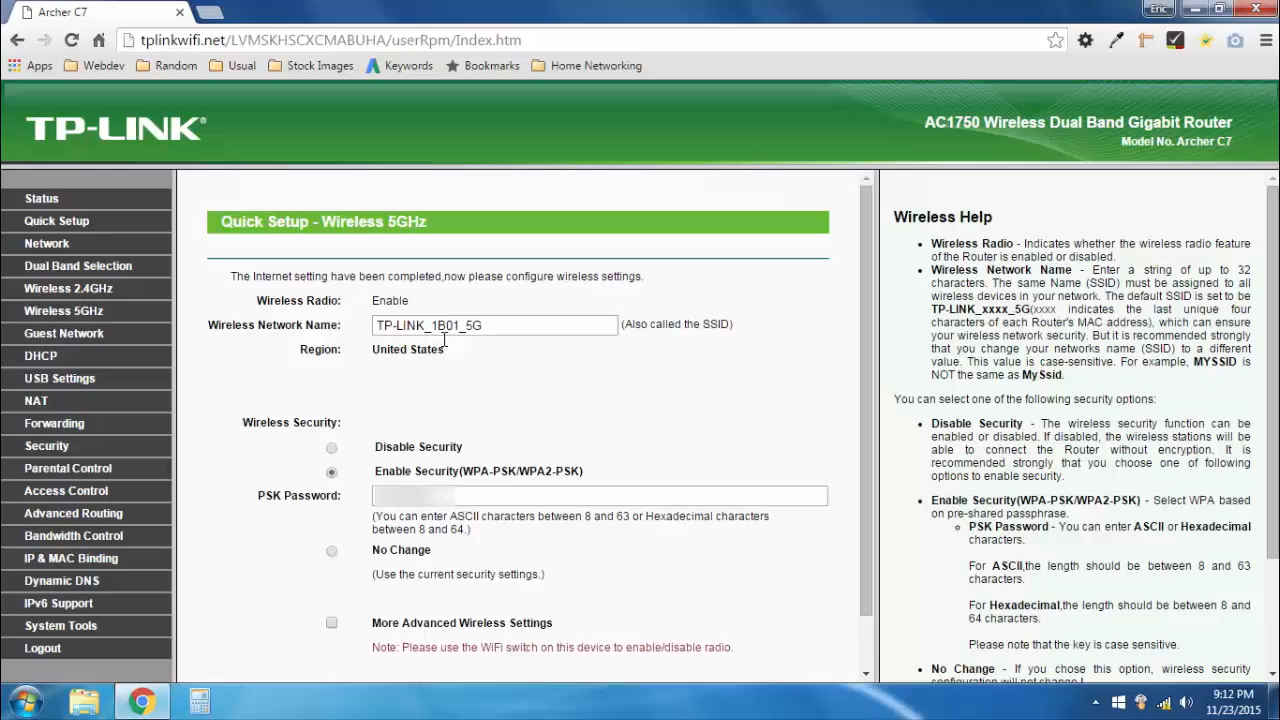 Archer C7
Eric
tplinkwifi.net/LVMSKHSCXCMABUHA/userRpm/Index.htm
Apps Webdev Random Usual Stock Images Keywords Bookmarks Home Networking
TP-LINK®
AC1750 Wireless Dual Band Gigabit Router
Model No. Archer C7
Status
Quick Setup
Network
Dual Band Selection
Wireless 2.4GHz
Wireless 5GHz
Guest Network
DHCP
USB Settings
NAT
Forwarding
Security
Parental Control
Access Control
Advanced Routing
Bandwidth Control
IP & MAC Binding
Dynamic DNS
IPv6 Support
System Tools
Logout
Quick Setup - Wireless 5GHz
The Internet setting have been completed,now please configure wireless settings.
Wireless Radio: Enable
Wireless Network Name: TP-LINK_1B01_5G (Also called the SSID)
Region: United States
Wireless Security:
Disable Security
Enable Security(WPA-PSK/WPA2-PSK)
PSK Password:
(You can enter ASCII characters between 8 and 63 or Hexadecimal characters
between 8 and 64.)
No Change
(Use the current security settings.)
More Advanced Wireless Settings
Note: Please use the WiFi switch on this device to enable/disable radio.
Wireless Help
• Wireless Radio - Indicates whether the wireless radio feature
of the Router is enabled or disabled.
• Wireless Network Name - Enter a string of up to 32
characters. The same Name (SSID) must be assigned to all
wireless devices in your network. The default SSID is set to be
TP-LINK_xxxx_5G(xxxx indicates the last unique four
characters of each Router's MAC address), which can ensure
your wireless network security. But it is recommended strongly
that you change your networks name (SSID) to a different
value. This value is case-sensitive. For example, MYSSID is
NOT the same as MySsid.
You can select one of the following security options:
• Disable Security - The wireless security function can be
enabled or disabled. If disabled, the wireless stations will be
able to connect the Router without encryption. It is
recommended strongly that you choose one of following
options to enable security.
• Enable Security(WPA-PSK/WPA2-PSK) - Select WPA based
on pre-shared passphrase.
PSK Password - You can enter ASCII or Hexadecimal
characters.
For ASCII,the length should be between 8 and 63
characters.
For Hexadecimal,the length should be between 8 and
64 characters.
Please note that the key is case sensitive.
• No Change - If you chose this option, wireless security
configuration will not change!
9:12 PM
11/23/2015